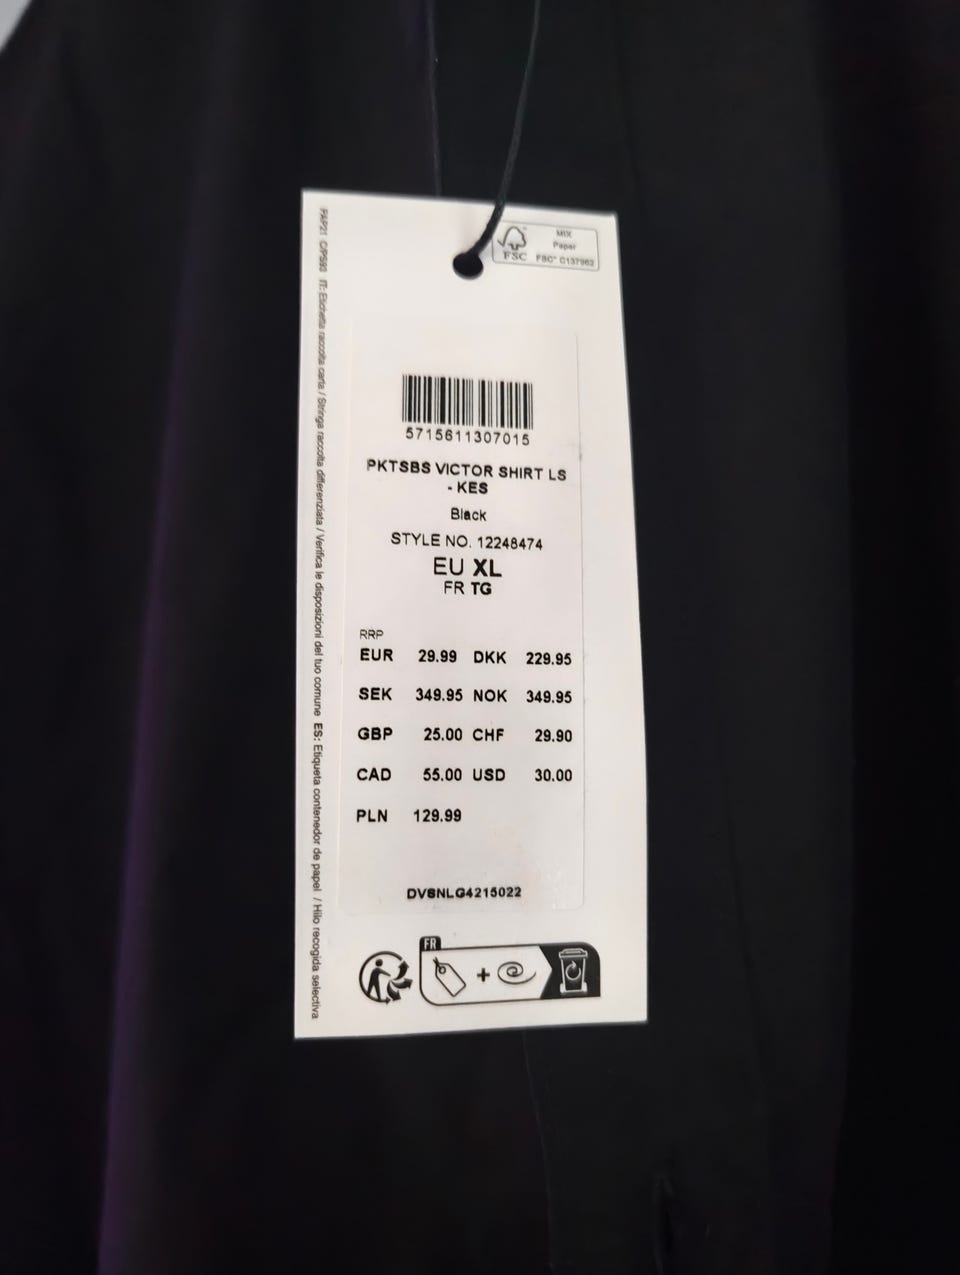 MIX
Paper
FSC
FSC® C137962
5715611307015
PKTSBS VICTOR SHIRT LS
- KES
Black
STYLE NO. 12248474
EU XL
FR TG
RRP
EUR 29.99 DKK 229.95
SEK 349.95 NOK 349.95
GBP 25.00 CHF 29.90
CAD 55.00 USD 30.00
PLN 129.99
DVSNLG4215022
FR
+
PAP21 C/PS90 IT: Etichetta raccolta carta / Stringa raccolta differenziata / Verifica le disposizioni del tuo comune ES: Etiqueta contenedor de papel / Hilo recogida selectiva